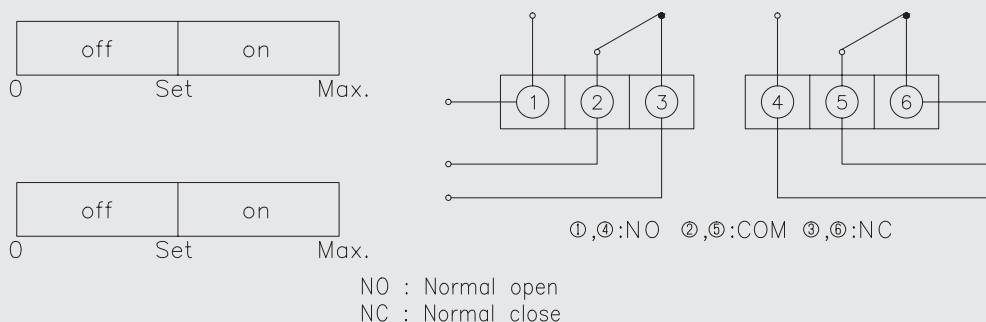 off on
0 Set Max.
1 2 3
4 5 6
off on
0 Set Max.
①,④:NO ②,⑤:COM ③,⑥:NC
NO : Normal open
NC : Normal close